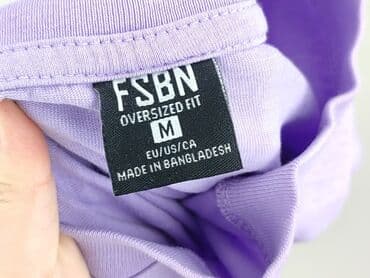 FSBN
OVERSIZED FIT
M
EU/US/CA
MADE IN BANGLADESH